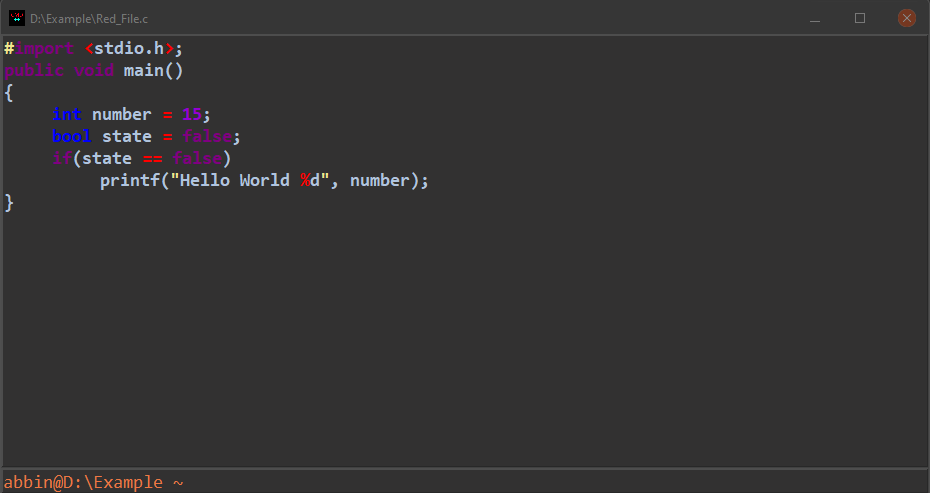 D:\Example\Red_File.c
#import <stdio.h>;
public void main()
{
int number = 15;
bool state = false;
if(state == false)
printf("Hello World %d", number);
}
abbin@D:\Example ~